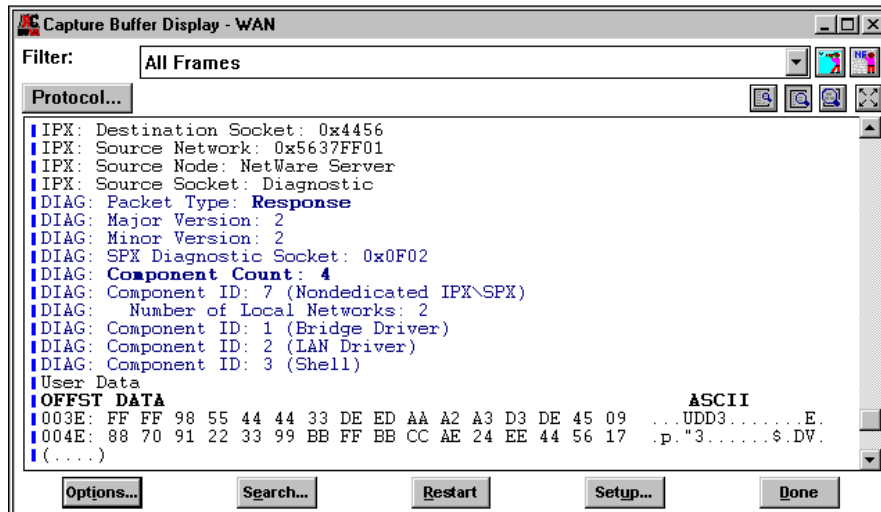 Capture Buffer Display - WAN
Filter:
All Frames
Protocol...
IPX: Destination Socket: 0x4456
IPX: Source Network: 0x5637FF01
IPX: Source Node: NetWare Server
IPX: Source Socket: Diagnostic
DIAG: Packet Type: Response
DIAG: Major Version: 2
DIAG: Minor Version: 2
DIAG: SPX Diagnostic Socket: 0x0F02
DIAG: Component Count: 4
DIAG: Component ID: 7 (Nondedicated IPX\SPX)
DIAG:   Number of Local Networks: 2
DIAG: Component ID: 1 (Bridge Driver)
DIAG: Component ID: 2 (LAN Driver)
DIAG: Component ID: 3 (Shell)
User Data
OFFST DATA ASCII
003E: FF FF 98 55 44 44 33 DE ED AA A2 A3 D3 DE 45 09 ...UDD3.......E.
004E: 88 70 91 22 33 99 BB FF BB CC AE 24 EE 44 56 17 .p."3......$.DV.
(....)
Options... Search... Restart Setup... Done